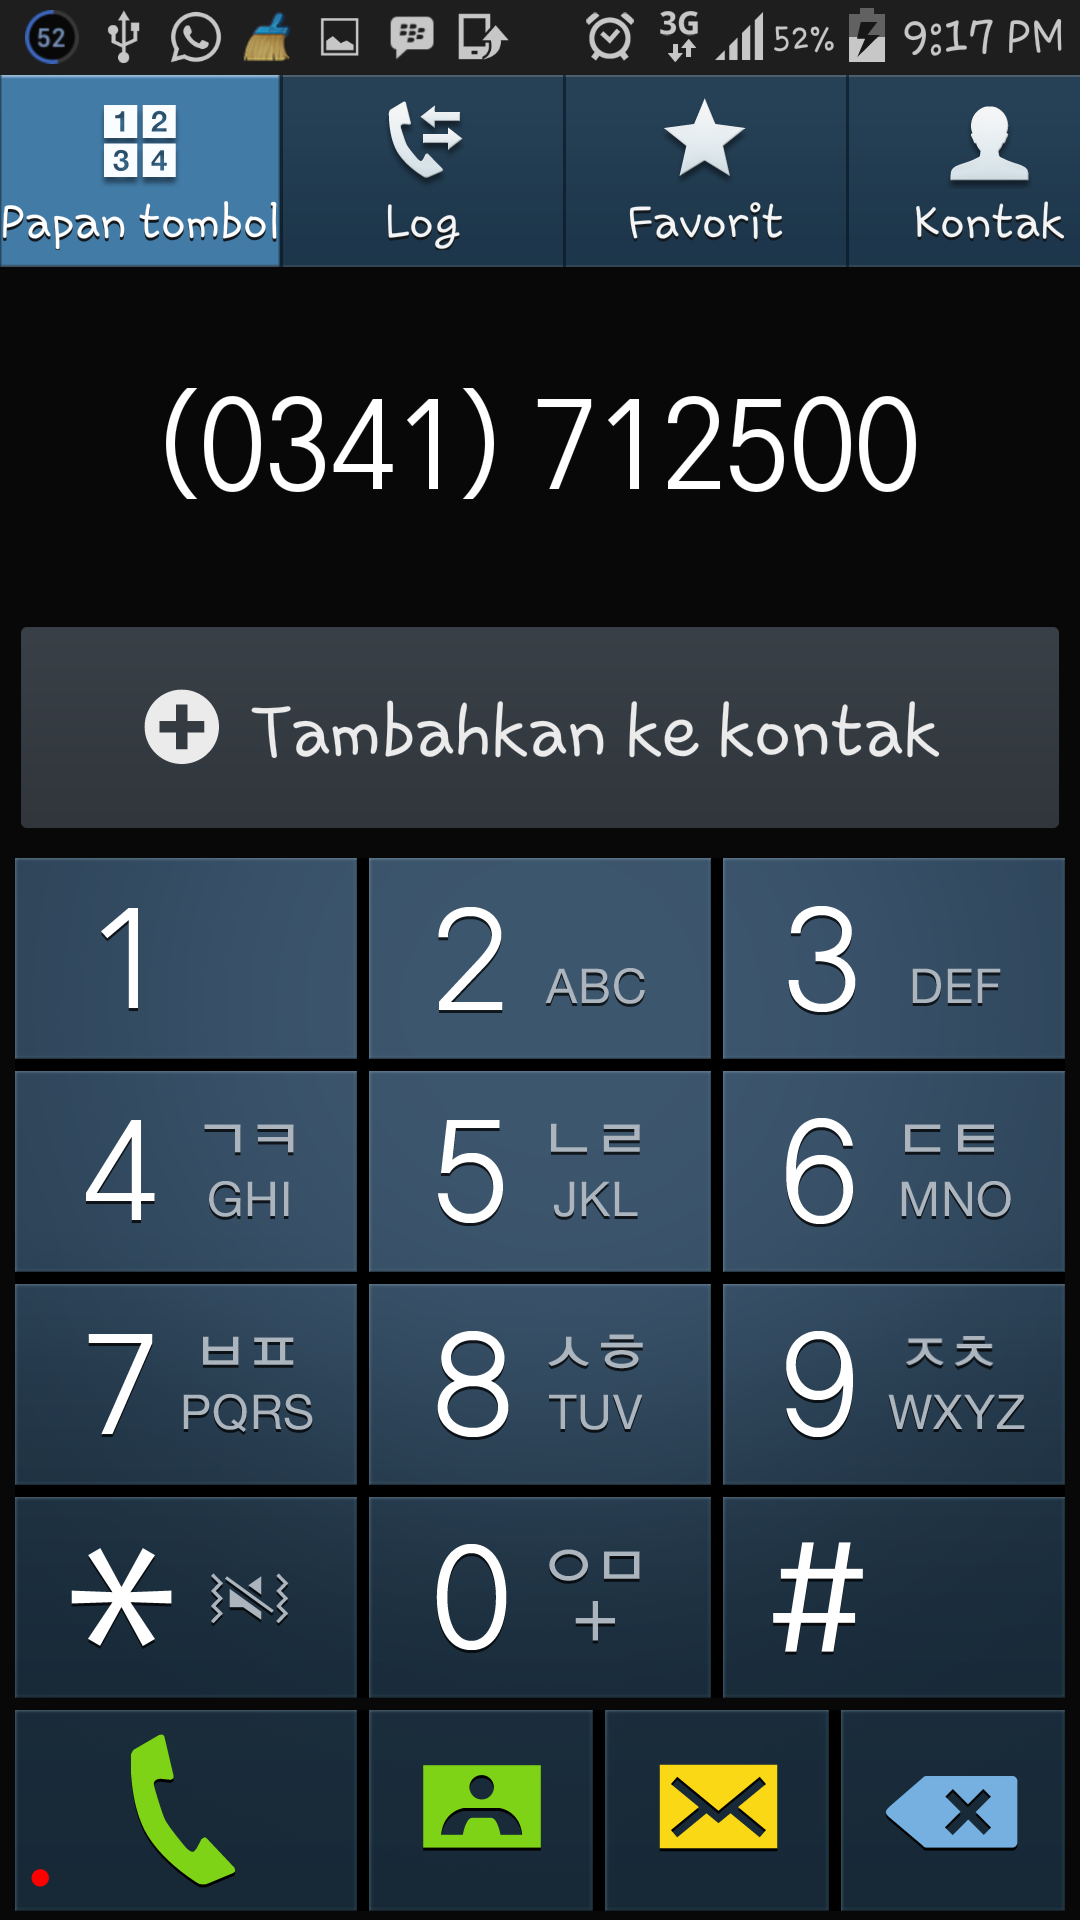 52 3G 52% 9:17 PM
1 2
3 4
Papan tombol Log Favorit Kontak
(0341) 712500
Tambahkan ke kontak
1 2 ABC 3 DEF
4 ㄱㅋ GHI 5 ㄴㄹ JKL 6 ㄷㅌ MNO
7 ㅂㅍ PQRS 8 ㅅㅎ TUV 9 ㅈㅊ WXYZ
* 0 ㅇㅁ + #